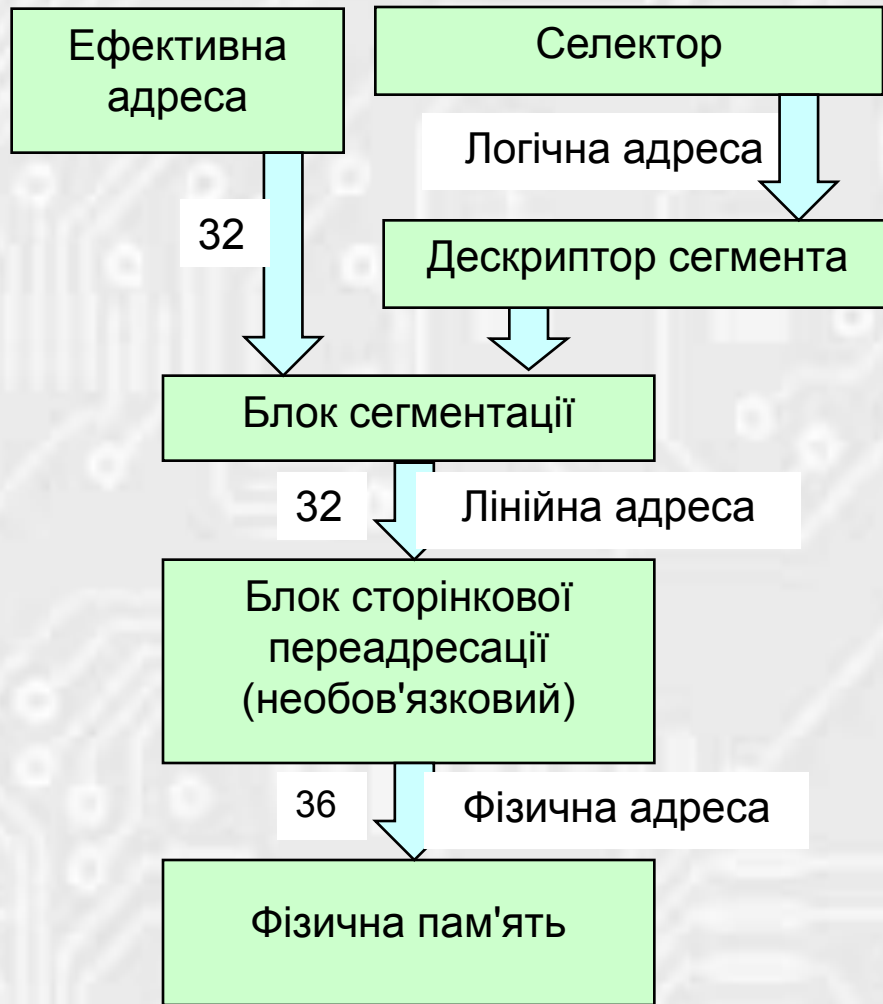 Ефективна
адреса
Селектор
Логічна адреса
32
Дескриптор сегмента
Блок сегментації
32
Лінійна адреса
Блок сторінкової
переадресації
(необов'язковий)
36
Фізична адреса
Фізична пам'ять